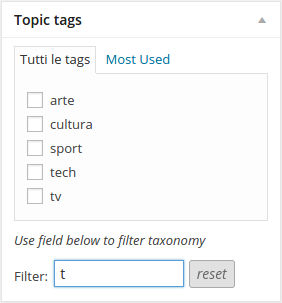 Topic tags
Tutti le tags Most Used
arte
cultura
sport
tech
tv
Use field below to filter taxonomy
Filter: t reset